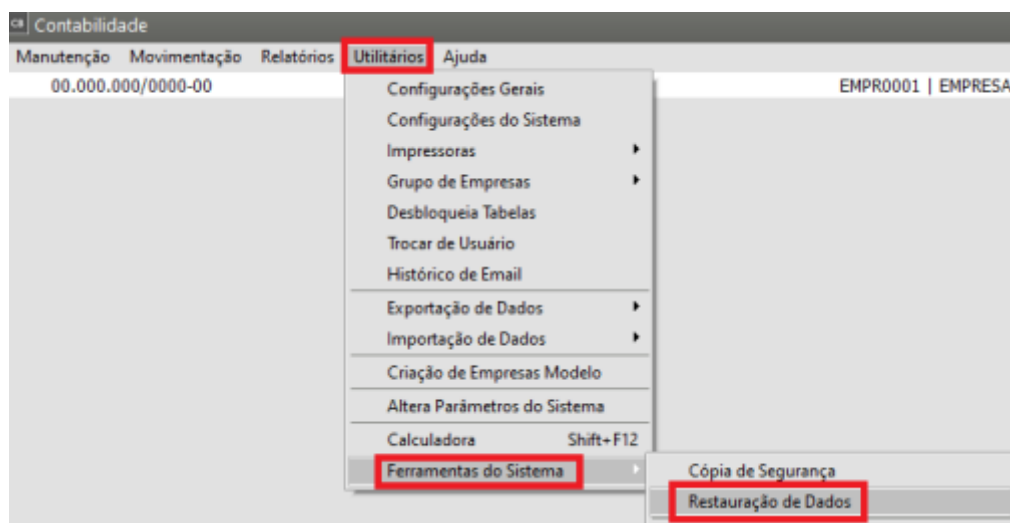 CB Contabilidade
Manutenção Movimentação Relatórios Utilitários Ajuda
00.000.000/0000-00 EMPR0001 | EMPRESA
Configurações Gerais
Configurações do Sistema
Impressoras
Grupo de Empresas
Desbloqueia Tabelas
Trocar de Usuário
Histórico de Email
Exportação de Dados
Importação de Dados
Criação de Empresas Modelo
Altera Parâmetros do Sistema
Calculadora Shift+F12
Ferramentas do Sistema
Cópia de Segurança
Restauração de Dados